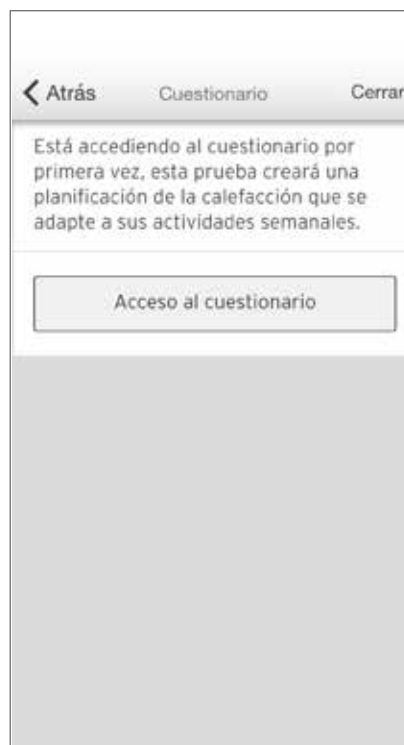 Atrás Cuestionario Cerrar
Está accediendo al cuestionario por
primera vez, esta prueba creará una
planificación de la calefacción que se
adapte a sus actividades semanales.
Acceso al cuestionario